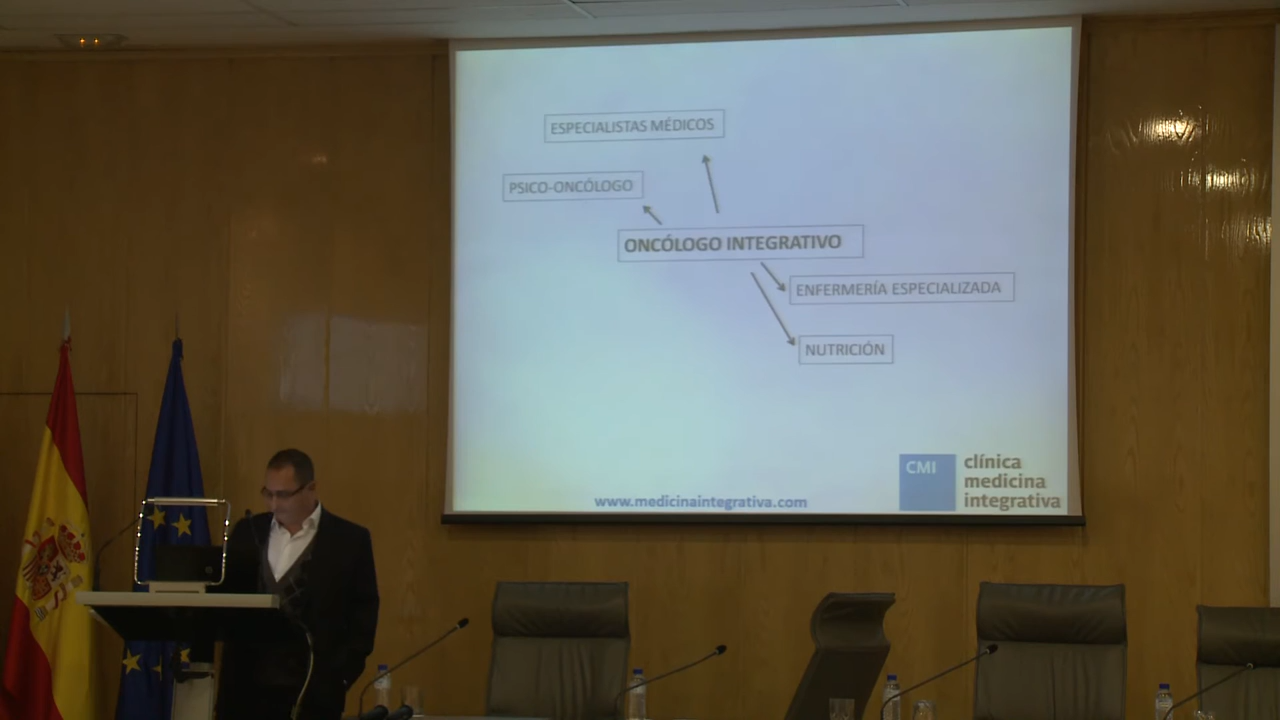 ESPECIALISTAS MÉDICOS
PSICO-ONCÓLOGO
ONCÓLOGO INTEGRATIVO
ENFERMERÍA ESPECIALIZADA
NUTRICIÓN
www.medicinaintegrativa.com
CMI
clínica
medicina
integrativa